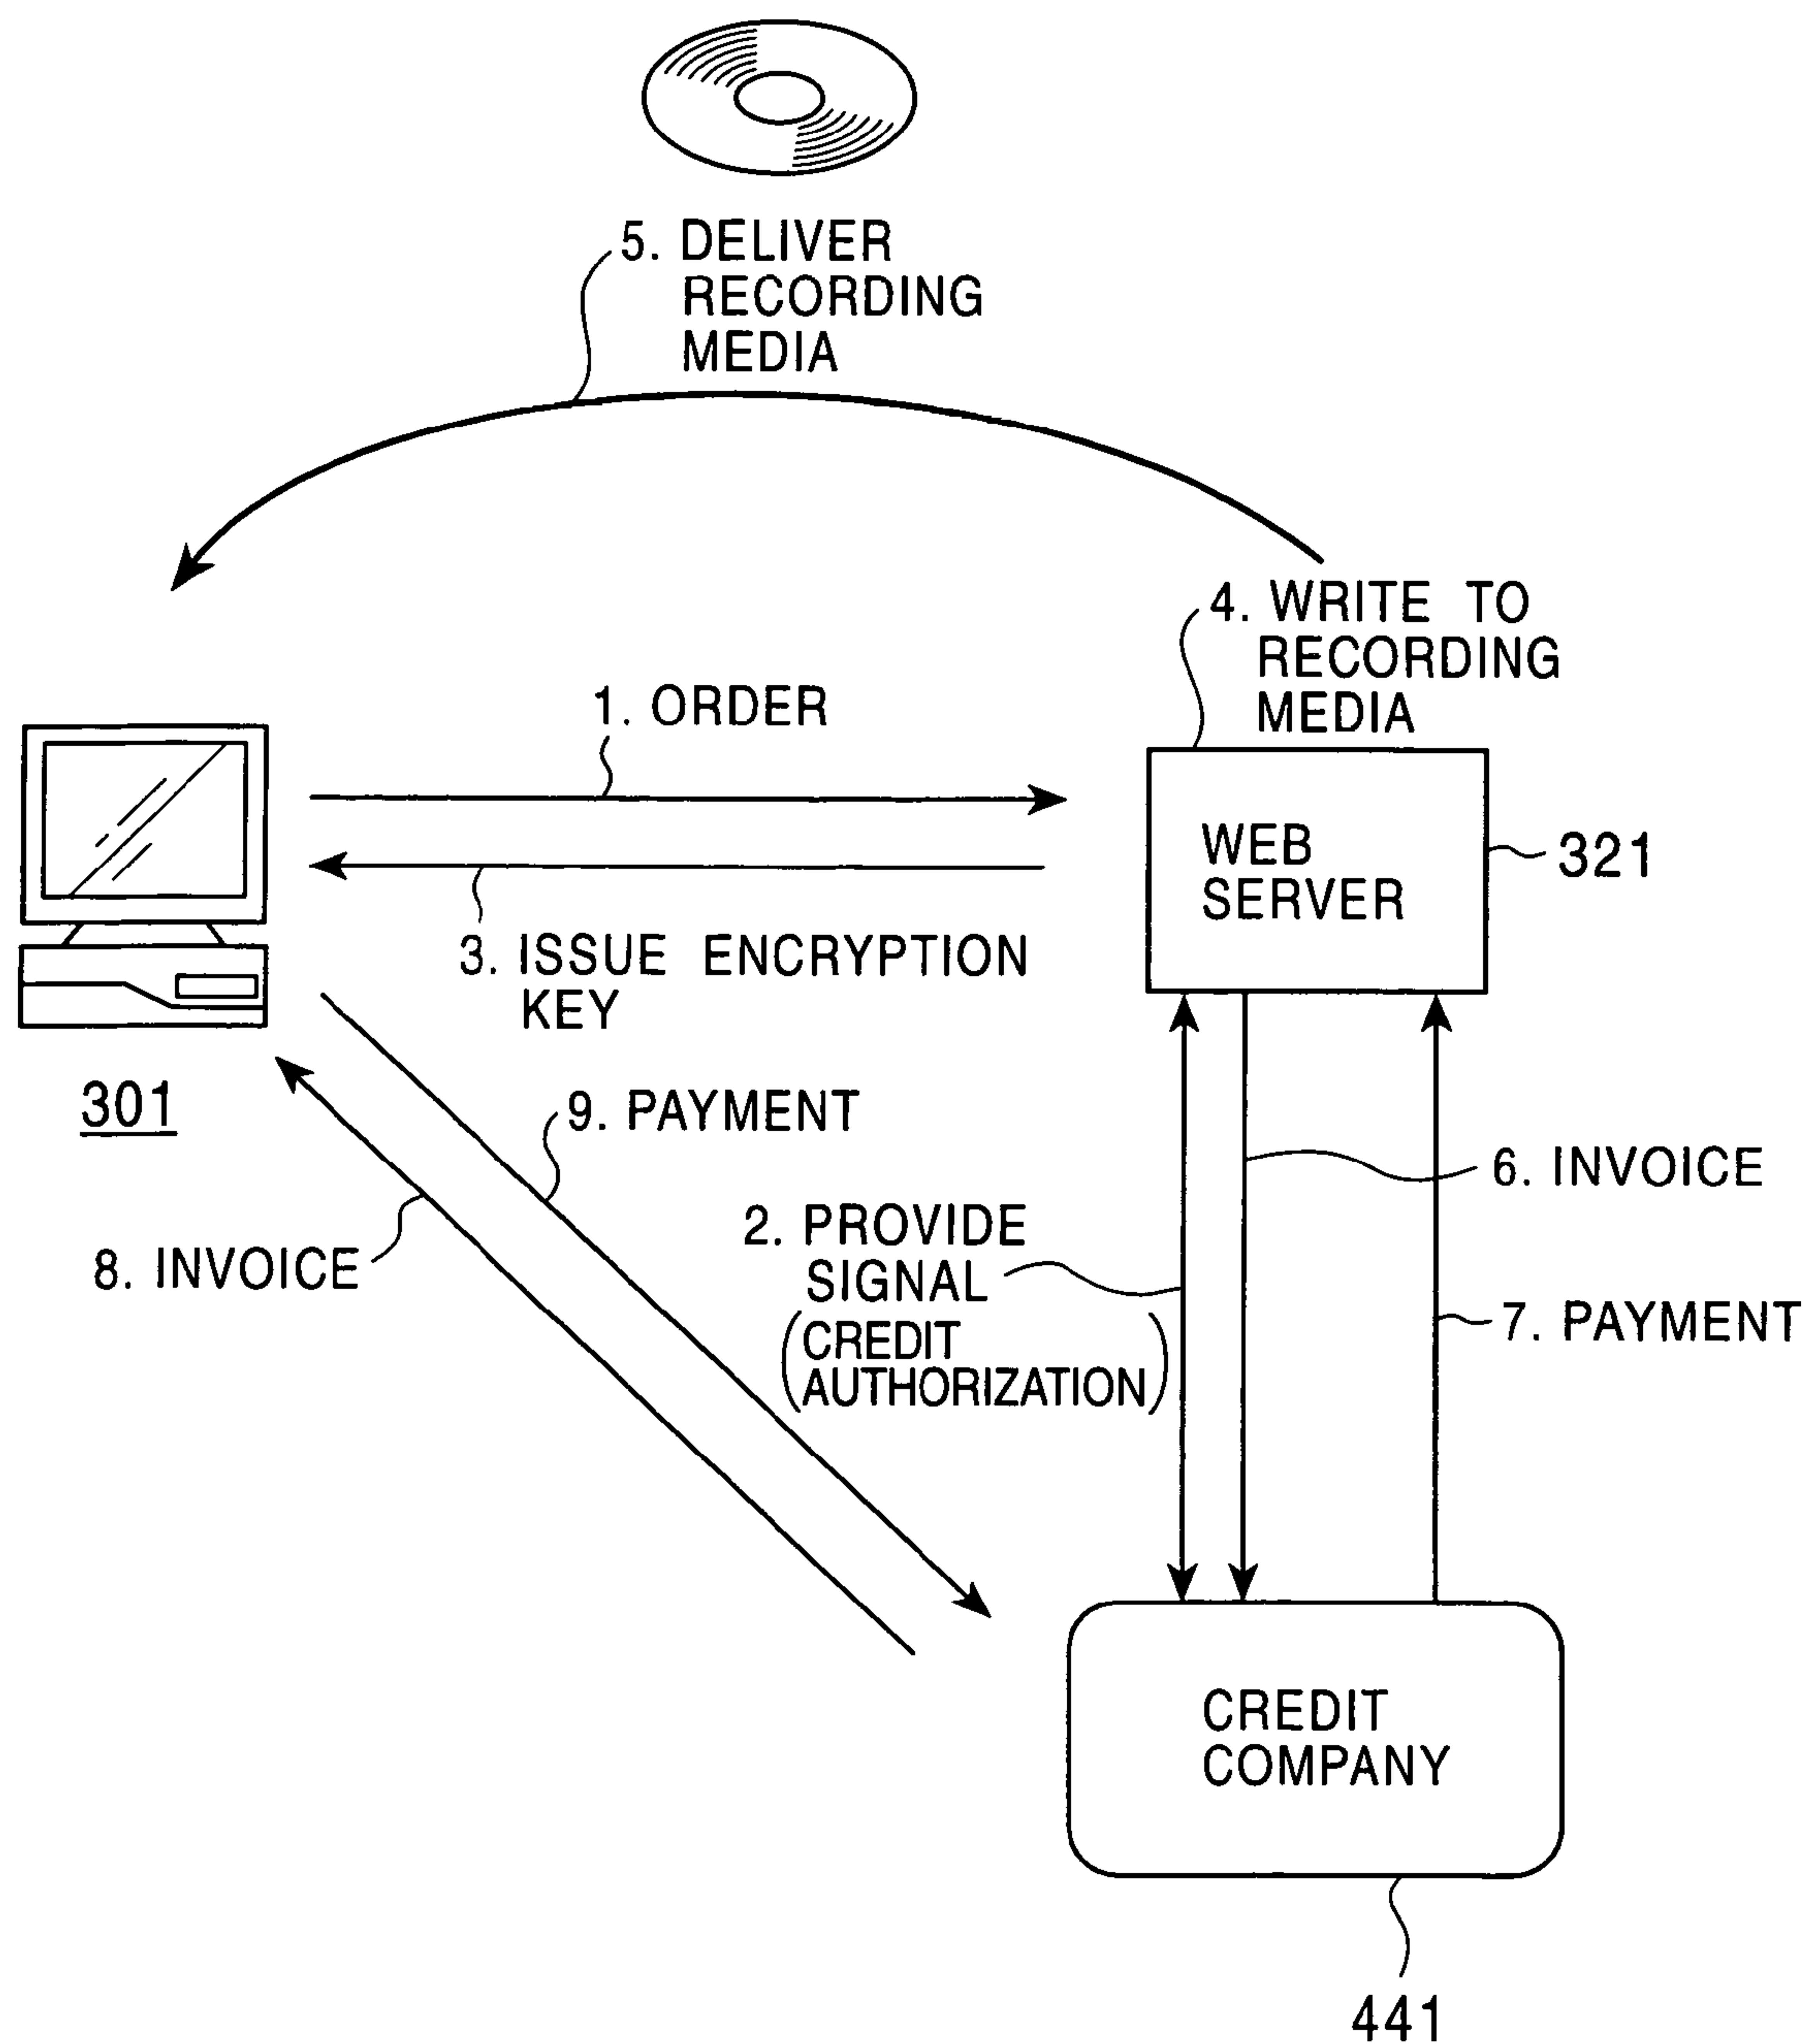 5. DELIVER
RECORDING
MEDIA
4. WRITE TO
RECORDING
MEDIA
1. ORDER
WEB
SERVER
321
3. ISSUE ENCRYPTION
KEY
301
9. PAYMENT
6. INVOICE
2. PROVIDE
SIGNAL
(CREDIT
AUTHORIZATION)
8. INVOICE
7. PAYMENT
CREDIT
COMPANY
441